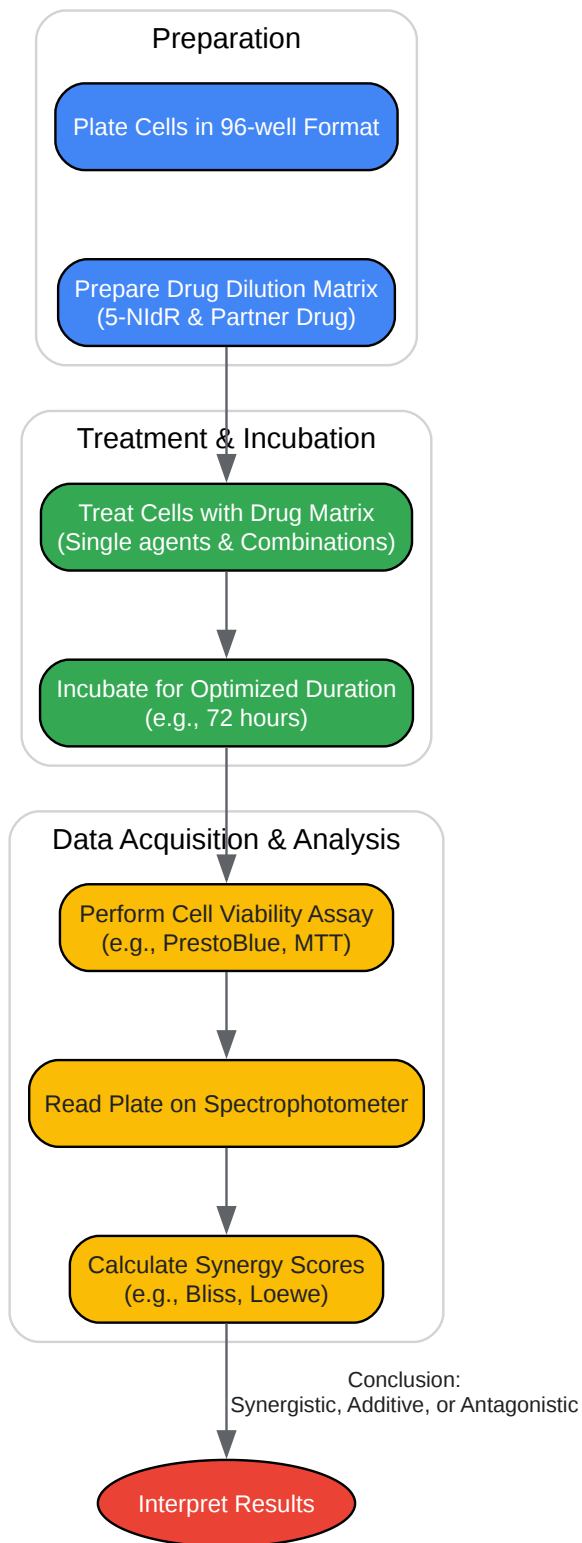 Preparation
Plate Cells in 96-well Format
Prepare Drug Dilution Matrix
(5-NIdR & Partner Drug)
Treatment & Incubation
Treat Cells with Drug Matrix
(Single agents & Combinations)
Incubate for Optimized Duration
(e.g., 72 hours)
Data Acquisition & Analysis
Perform Cell Viability Assay
(e.g., PrestoBlue, MTT)
Read Plate on Spectrophotometer
Calculate Synergy Scores
(e.g., Bliss, Loewe)
Conclusion:
Synergistic, Additive, or Antagonistic
Interpret Results